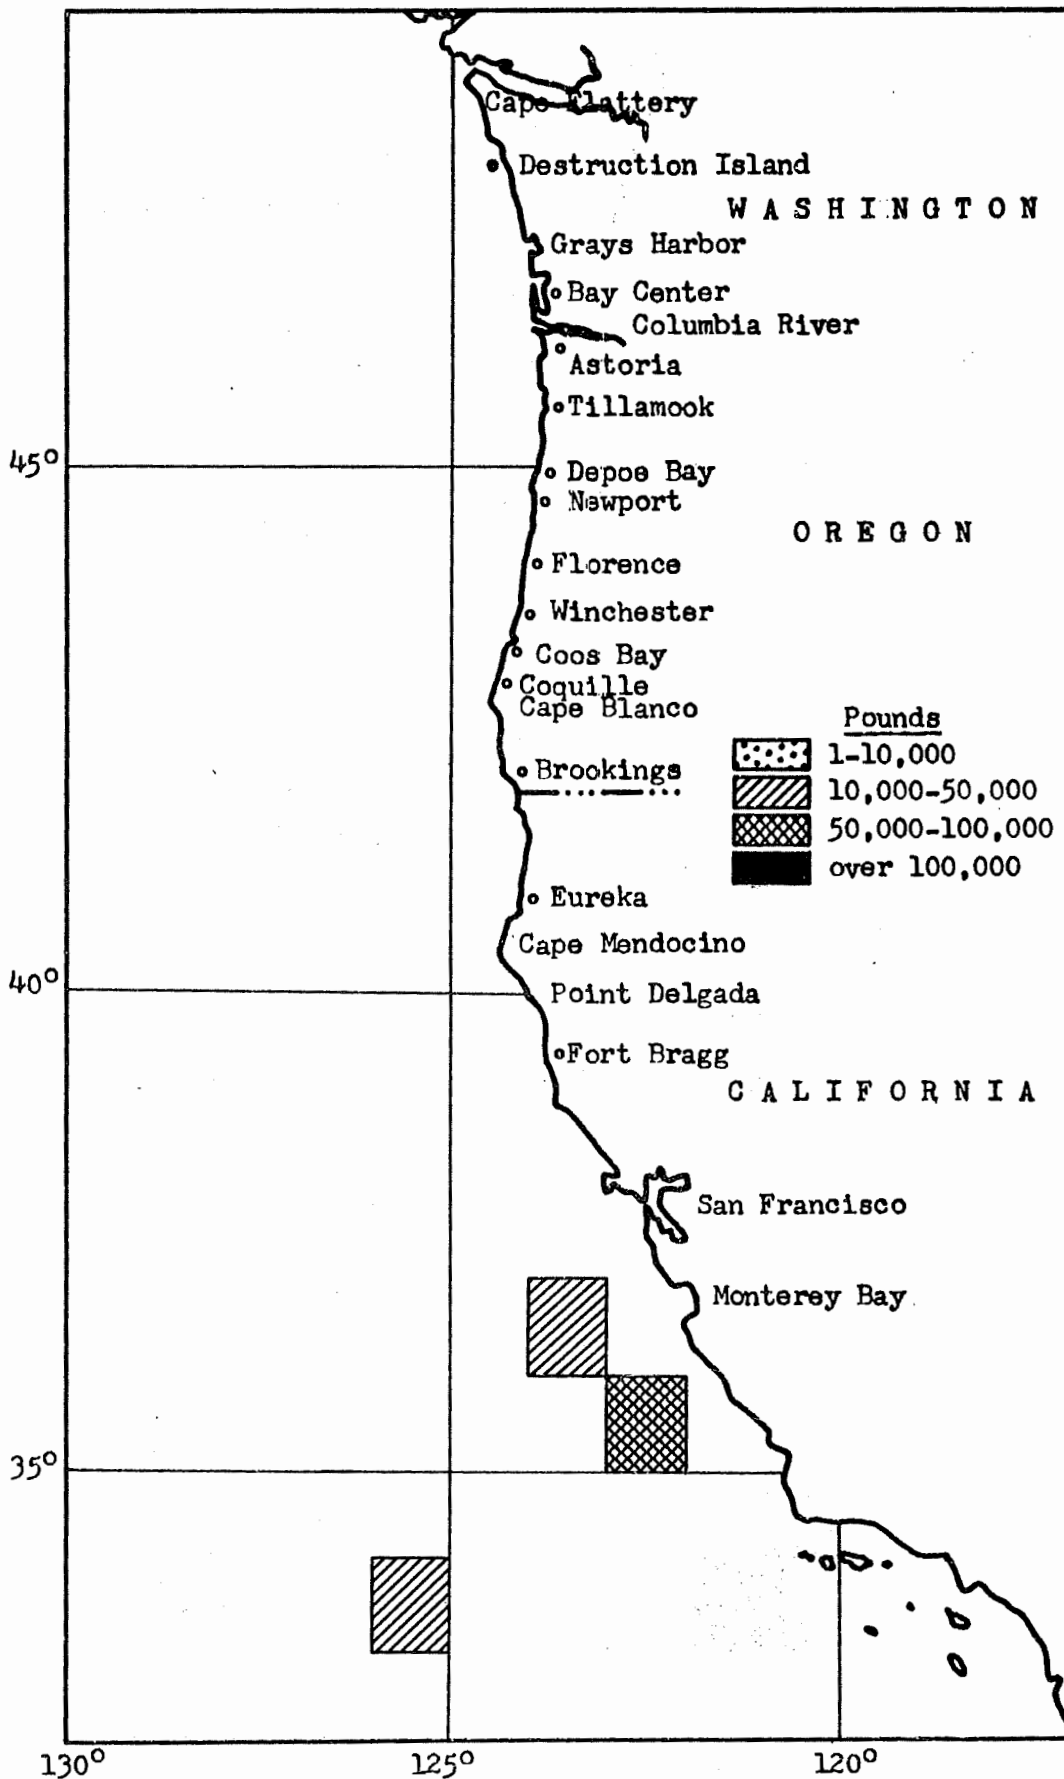 Cape Flattery
Destruction Island
WASHINGTON
Grays Harbor
Bay Center
Columbia River
Astoria
Tillamook
45°
Depoe Bay
Newport
OREGON
Florence
Winchester
Coos Bay
Coquille
Cape Blanco
Pounds
1-10,000
10,000-50,000
50,000-100,000
over 100,000
Brookings
Eureka
Cape Mendocino
40°
Point Delgada
Fort Bragg
CALIFORNIA
San Francisco
Monterey Bay
35°
130°
125°
120°